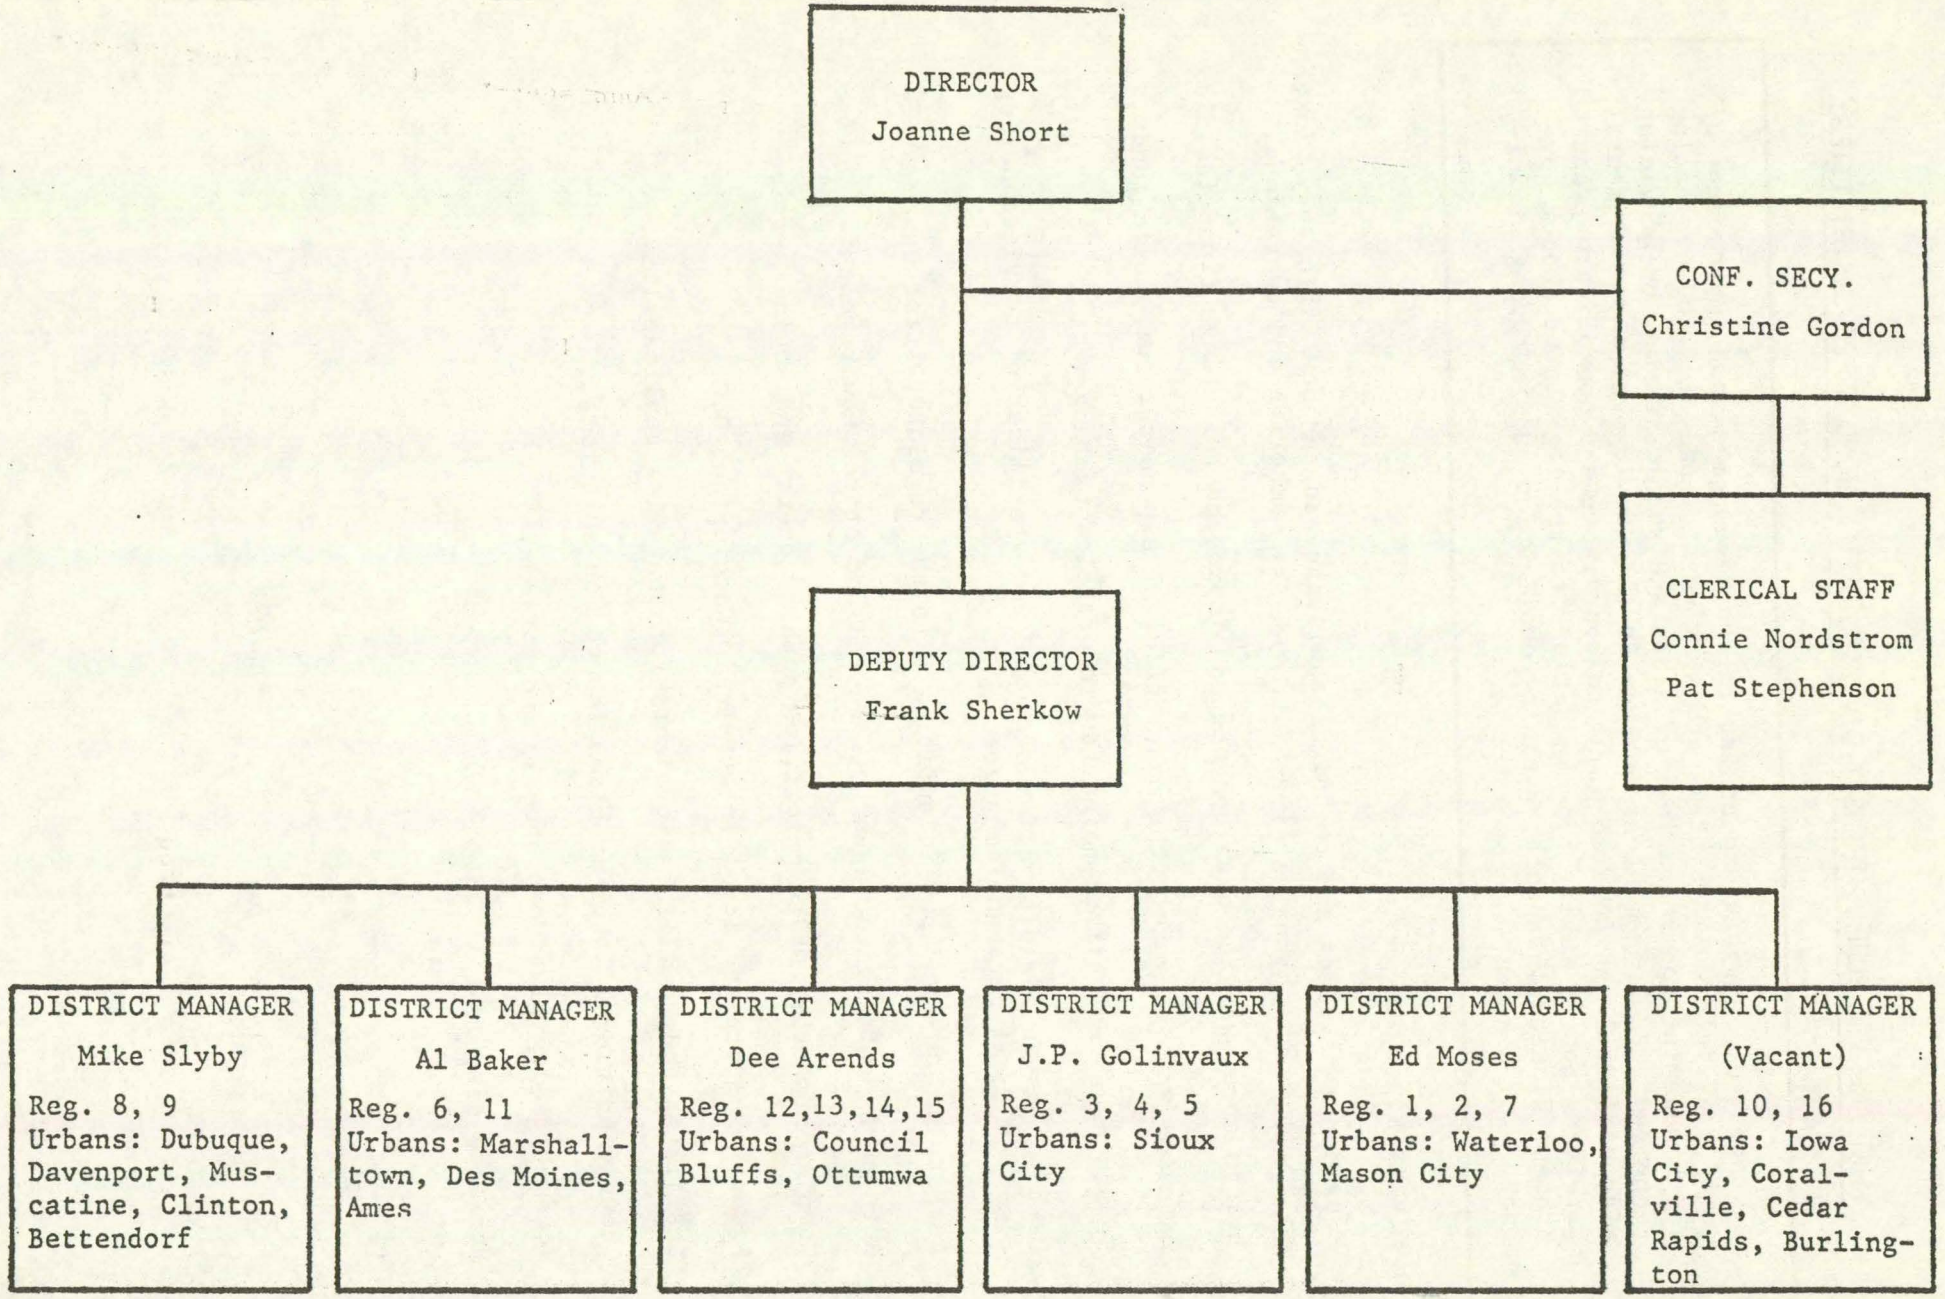 DIRECTOR
Joanne Short
CONF. SECY.
Christine Gordon
CLERICAL STAFF
Connie Nordstrom
Pat Stephenson
DEPUTY DIRECTOR
Frank Sherkow
DISTRICT MANAGER
Mike Slyby
Reg. 8, 9
Urbans: Dubuque,
Davenport, Mus-
catine, Clinton,
Bettendorf
DISTRICT MANAGER
Al Baker
Reg. 6, 11
Urbans: Marshall-
town, Des Moines,
Ames
DISTRICT MANAGER
Dee Arends
Reg. 12,13,14,15
Urbans: Council
Bluffs, Ottumwa
DISTRICT MANAGER
J.P. Golinvaux
Reg. 3, 4, 5
Urbans: Sioux
City
DISTRICT MANAGER
Ed Moses
Reg. 1, 2, 7
Urbans: Waterloo,
Mason City
DISTRICT MANAGER
(Vacant)
Reg. 10, 16
Urbans: Iowa
City, Coral-
ville, Cedar
Rapids, Burling-
ton